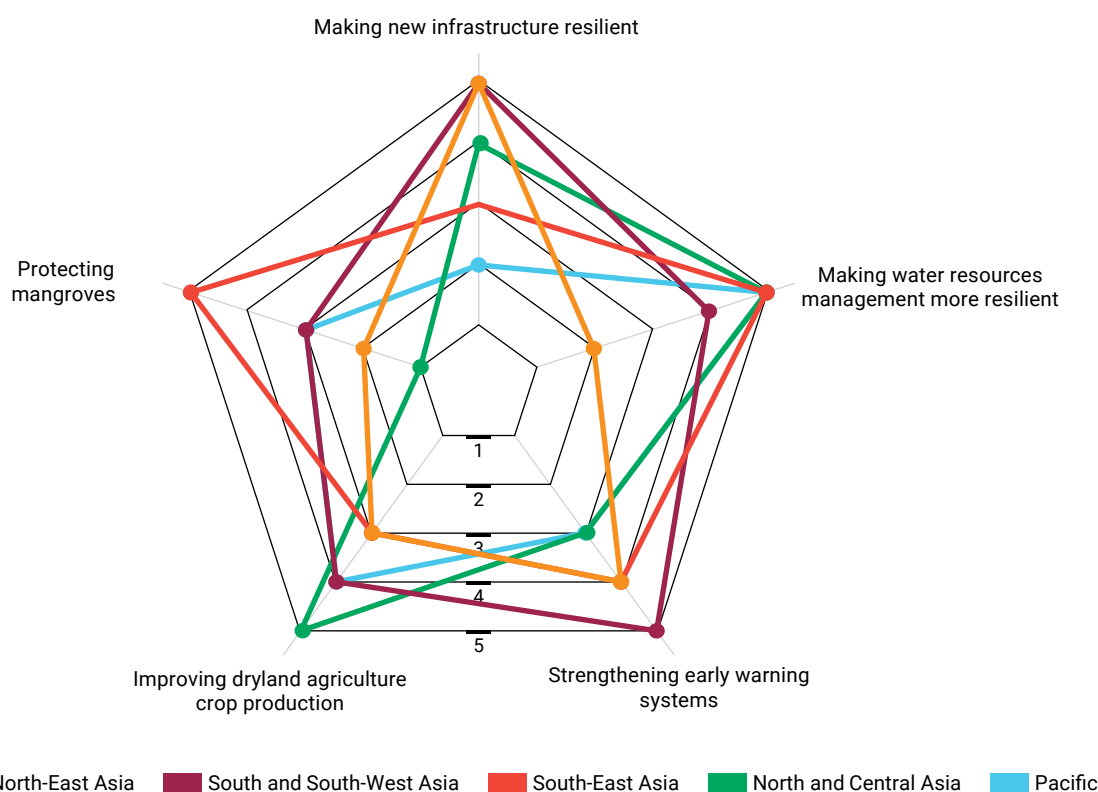 Making new infrastructure resilient
Protecting
mangroves
Making water resources
management more resilient
1
2
3
4
5
Improving dryland agriculture
crop production
Strengthening early warning
systems
North-East Asia
South and South-West Asia
South-East Asia
North and Central Asia
Pacific